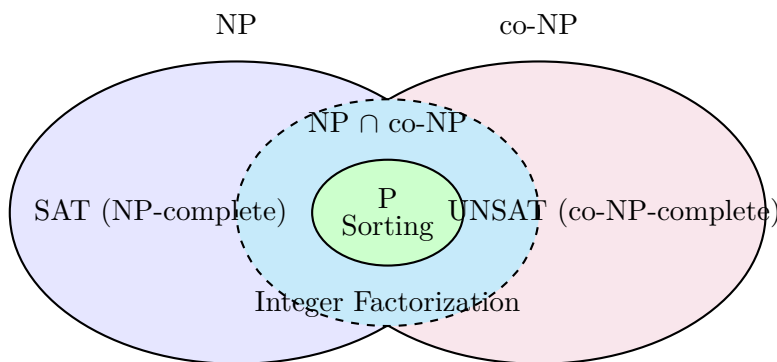 NP
co-NP
NP ∩ co-NP
SAT (NP-complete)
P
Sorting
UNSAT (co-NP-complete)
Integer Factorization